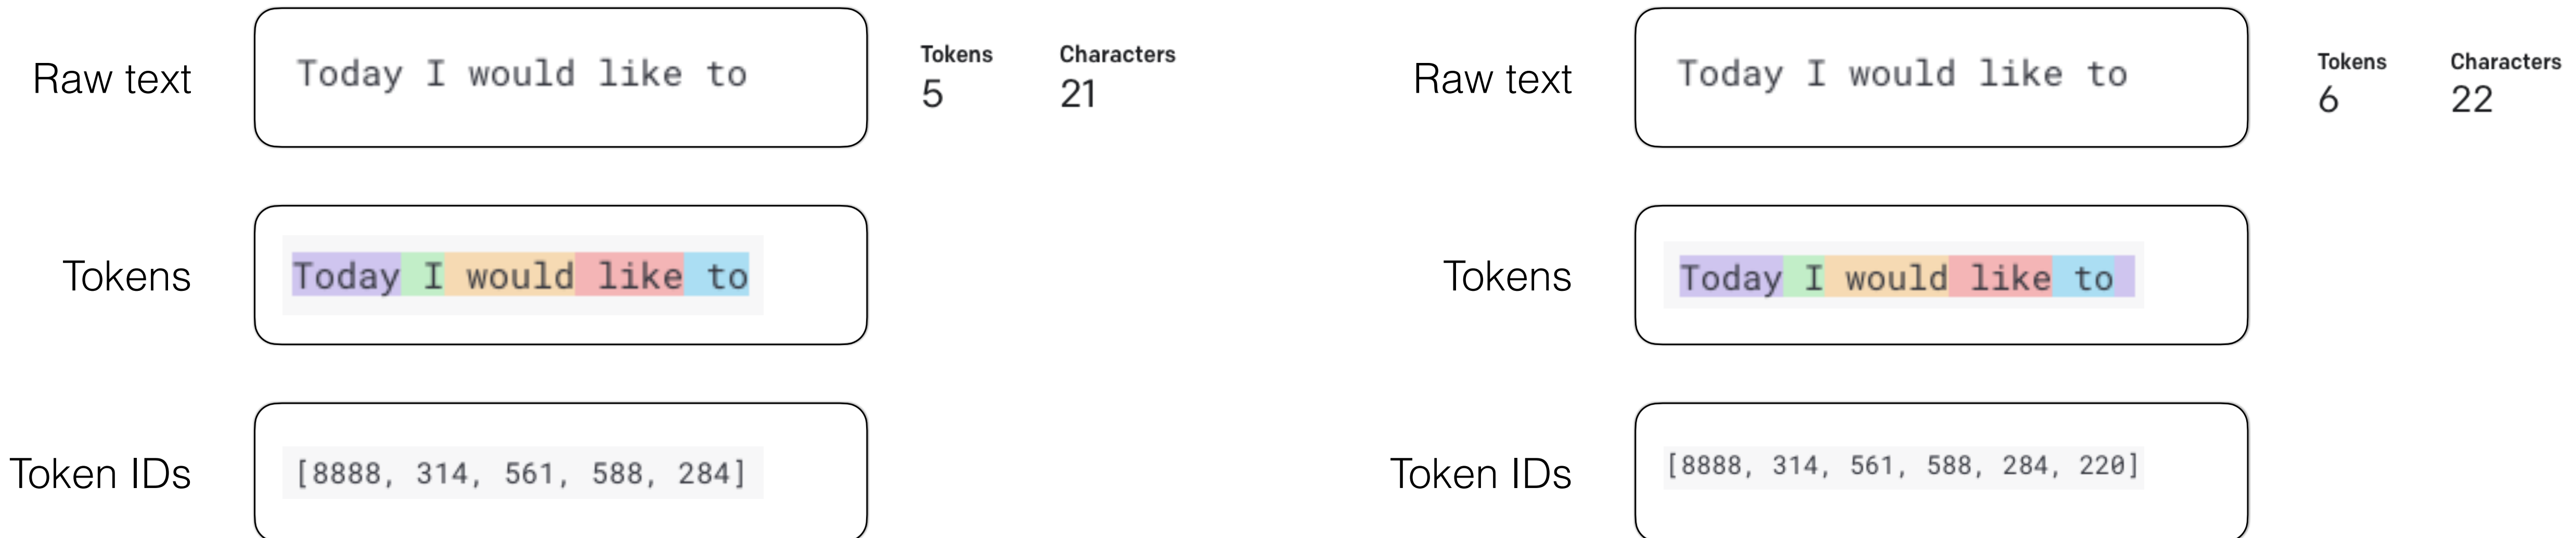 Raw text
Today I would like to
Tokens
5
Characters
21
Tokens
Today I would like to
Token IDs
[8888, 314, 561, 588, 284]
Raw text
Today I would like to
Tokens
6
Characters
22
Tokens
Today I would like to
Token IDs
[8888, 314, 561, 588, 284, 220]